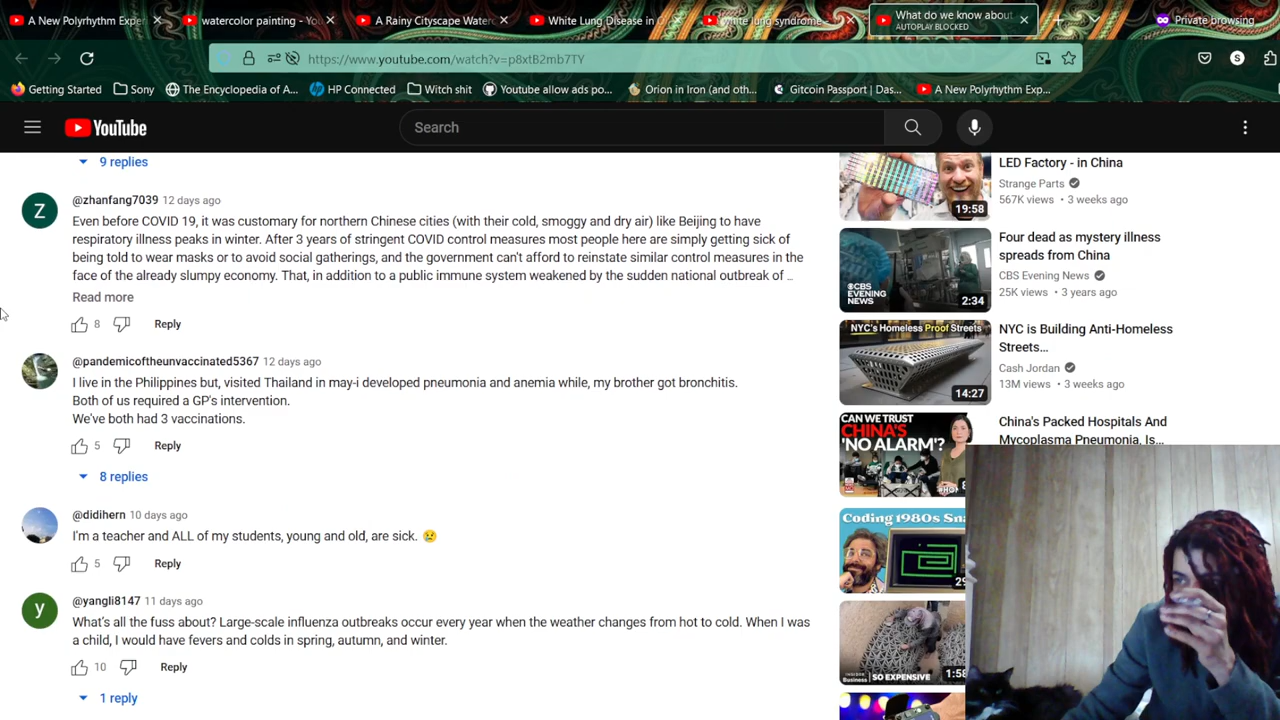 A New Polyrhythm Exper
watercolor painting - You
A Rainy Cityscape Waterc
White Lung Disease in
white lung syndrome -
What do we know about
AUTOPLAY BLOCKED
Private browsing
https://www.youtube.com/watch?v=p8xtB2mb7TY
S
Getting Started
Sony
The Encyclopedia of A...
HP Connected
Witch shit
Youtube allow ads po...
Orion in Iron (and oth...
Gitcoin Passport | Das...
A New Polyrhythm Exp...
YouTube
Search
9 replies
Z
@zhanfang7039 12 days ago
Even before COVID 19, it was customary for northern Chinese cities (with their cold, smoggy and dry air) like Beijing to have
respiratory illness peaks in winter. After 3 years of stringent COVID control measures most people here are simply getting sick of
being told to wear masks or to avoid social gatherings, and the government can't afford to reinstate similar control measures in the
face of the already slumpy economy. That, in addition to a public immune system weakened by the sudden national outbreak of ...
Read more
8
Reply
@pandemicoftheunvaccinated5367 12 days ago
I live in the Philippines but, visited Thailand in may-i developed pneumonia and anemia while, my brother got bronchitis.
Both of us required a GP's intervention.
We've both had 3 vaccinations.
5
Reply
8 replies
@didihern 10 days ago
I'm a teacher and ALL of my students, young and old, are sick. 😢
5
Reply
y
@yangli8147 11 days ago
What's all the fuss about? Large-scale influenza outbreaks occur every year when the weather changes from hot to cold. When I was
a child, I would have fevers and colds in spring, autumn, and winter.
10
Reply
1 reply
19:58
LED Factory - in China
Strange Parts
567K views • 3 weeks ago
CBS
EVENING
NEWS
2:34
Four dead as mystery illness
spreads from China
CBS Evening News
25K views • 3 years ago
NYC's Homeless Proof Streets
14:27
NYC is Building Anti-Homeless
Streets...
Cash Jordan
13M views • 3 weeks ago
CAN WE TRUST
CHINA'S
'NO ALARM'?
China's Packed Hospitals And
Mycoplasma Pneumonia, Is...
Coding 1980s Sna
SO EXPENSIVE
1:58